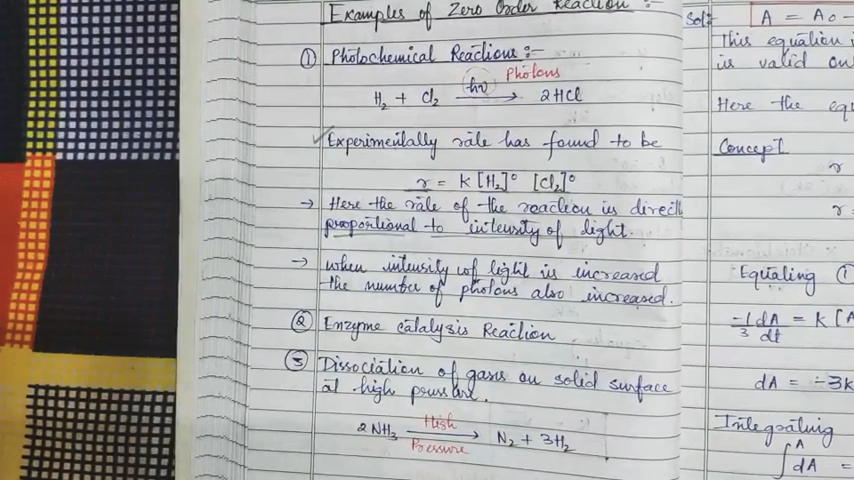 Examples of Zero Order Reaction :-
① Photochemical Reactions :-
H₂ + Cl₂ hν Photons → 2HCl
Experimentally rate has found to be
r = K [H₂]° [Cl₂]°
→ Here the rate of the reaction is directl
proportional to intensity of light.
→ when intensity of light is increased
the number of photons also increased.
② Enzyme catalysis Reaction
③ Dissociation of gases on solid surface
at high pressure.
2NH₃ High Pressure → N₂ + 3H₂
Sol:- A = A₀ -
This equation
is valid on
Here the equ
Concept
r
r
Equating ①
-1/3 dA/dt = K [A
dA = -3K
Integrating
∫ᴬ dA =